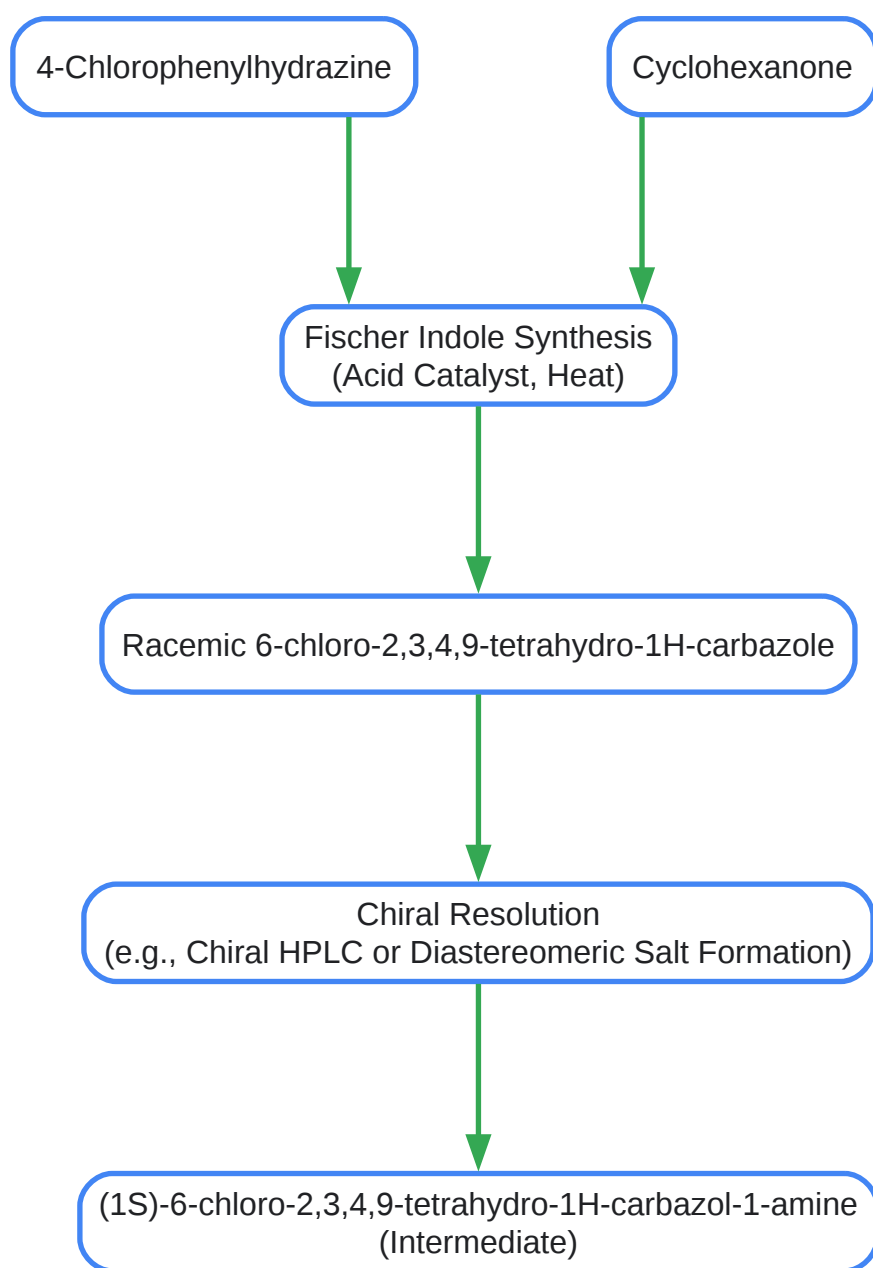 4-Chlorophenylhydrazine
Cyclohexanone
Fischer Indole Synthesis
(Acid Catalyst, Heat)
Racemic 6-chloro-2,3,4,9-tetrahydro-1H-carbazole
Chiral Resolution
(e.g., Chiral HPLC or Diastereomeric Salt Formation)
(1S)-6-chloro-2,3,4,9-tetrahydro-1H-carbazol-1-amine
(Intermediate)